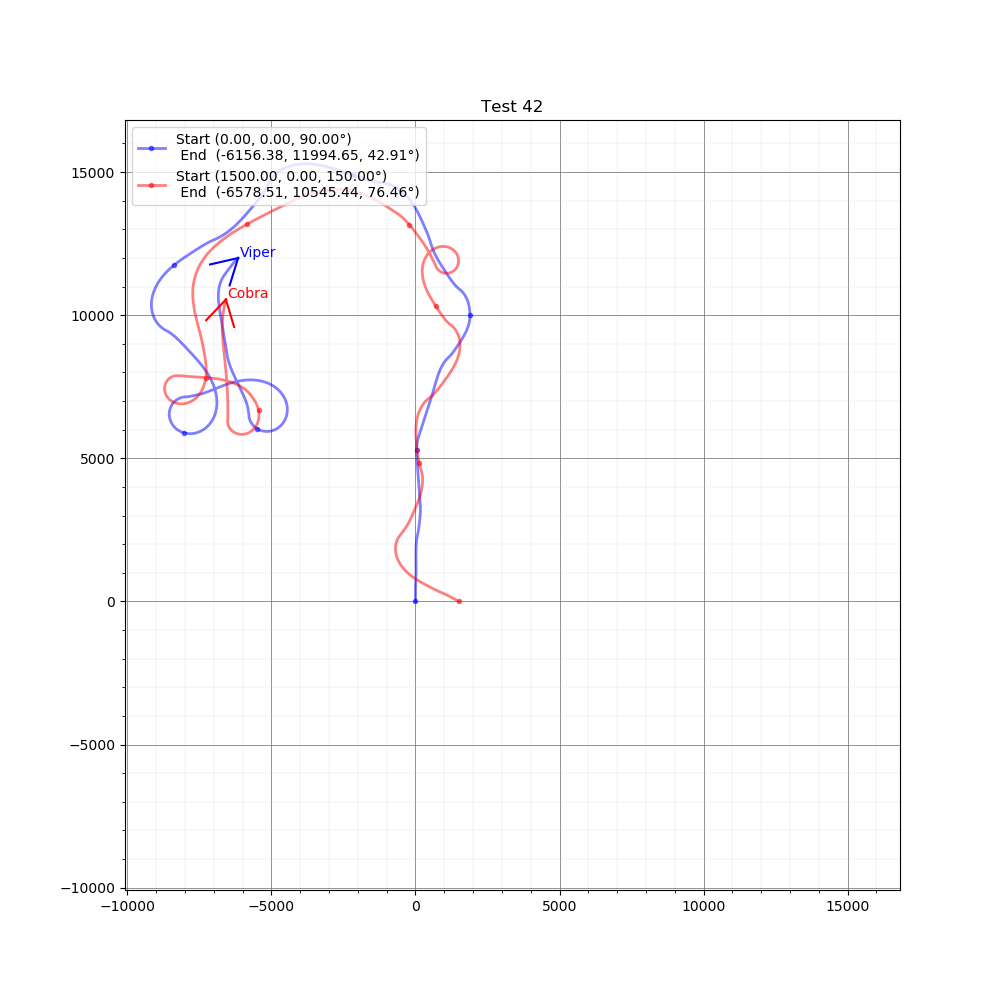 Test 42
Start (0.00, 0.00, 90.00°)
End  (-6156.38, 11994.65, 42.91°)
Start (1500.00, 0.00, 150.00°)
End  (-6578.51, 10545.44, 76.46°)
15000
Viper
Cobra
10000
5000
0
−5000
−10000
−10000 −5000 0 5000 10000 15000